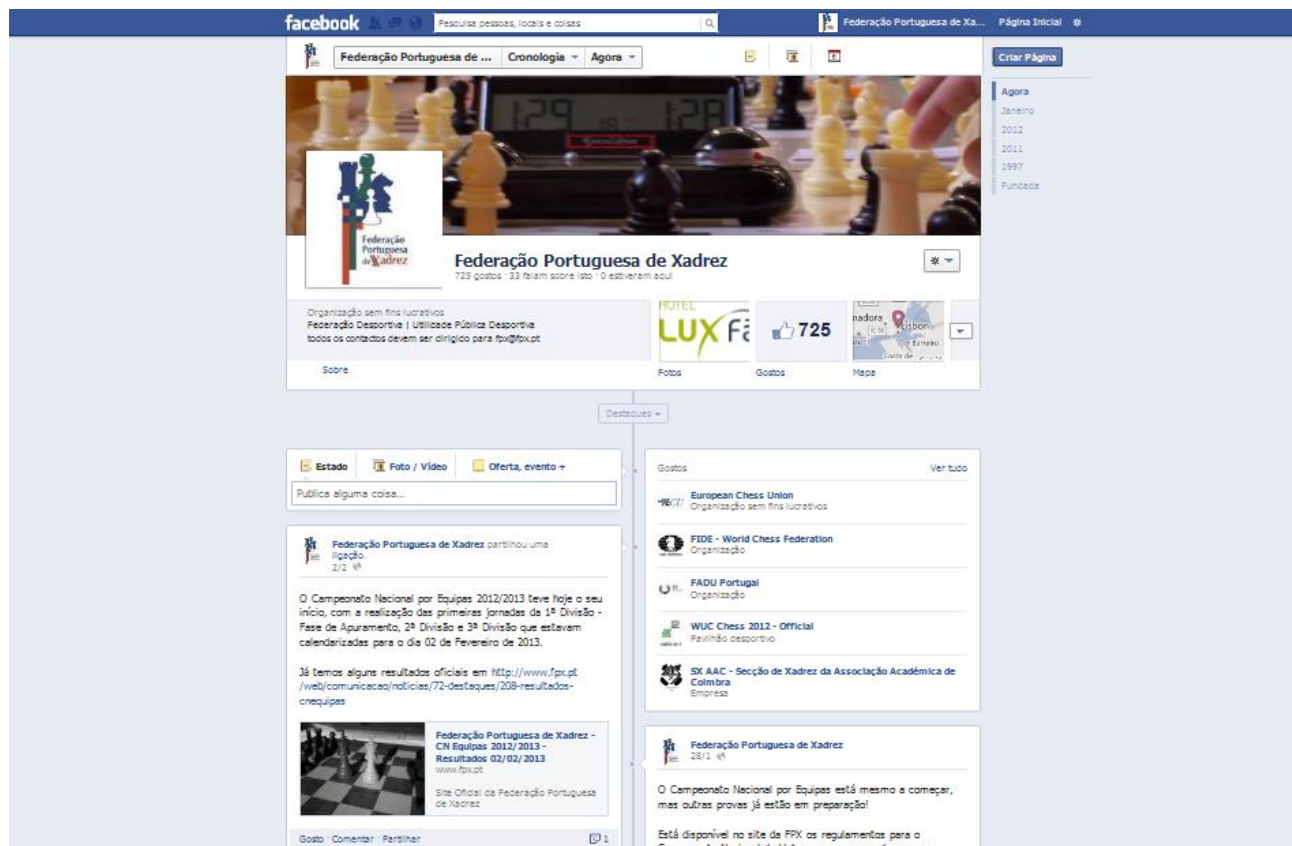 facebook
Pesquisa pessoas, locais e coisas
Federação Portuguesa de Xa...
Página Inicial
Federação Portuguesa de ...
Cronologia
Agora
Criar Página
Agora
Janeiro
2012
2011
1997
Fundada
1:29
1:28
Federação
Portuguesa
de Xadrez
Federação Portuguesa de Xadrez
725 gostos · 33 falam sobre isto · 0 estiveram aqui
Organização sem fins lucrativos
Federação Desportiva | Utilidade Pública Desportiva
todos os contactos devem ser dirigido para fpx@fpx.pt
Sobre
HOTEL
LUX Fá
Fotos
725
Gostos
nadora
Lisbon
Barreiro
Mapa
Destaques
Estado
Foto / Vídeo
Oferta, evento +
Publica alguma coisa...
Federação Portuguesa de Xadrez partilhou uma
ligação.
2/2
O Campeonato Nacional por Equipas 2012/2013 teve hoje o seu
início, com a realização das primeiras jornadas da 1ª Divisão -
Fase de Apuramento, 2ª Divisão e 3ª Divisão que estavam
calendarizadas para o dia 02 de Fevereiro de 2013.
Já temos alguns resultados oficiais em http://www.fpx.pt
/web/comunicacao/noticias/72-destaques/208-resultados-
cnequipas
Federação Portuguesa de Xadrez -
CN Equipas 2012/2013 -
Resultados 02/02/2013
www.fpx.pt
Site Oficial da Federação Portuguesa
de Xadrez
Gosto · Comentar · Partilhar
1
Gostos
Ver tudo
European Chess Union
Organização sem fins lucrativos
FIDE - World Chess Federation
Organização
FADU Portugal
Organização
WUC Chess 2012 - Official
Pavilhão desportivo
SX AAC - Secção de Xadrez da Associação Académica de
Coimbra
Empresa
Federação Portuguesa de Xadrez
28/1
O Campeonato Nacional por Equipas está mesmo a começar,
mas outras provas já estão em preparação!
Está disponível no site da FPX os regulamentos para o